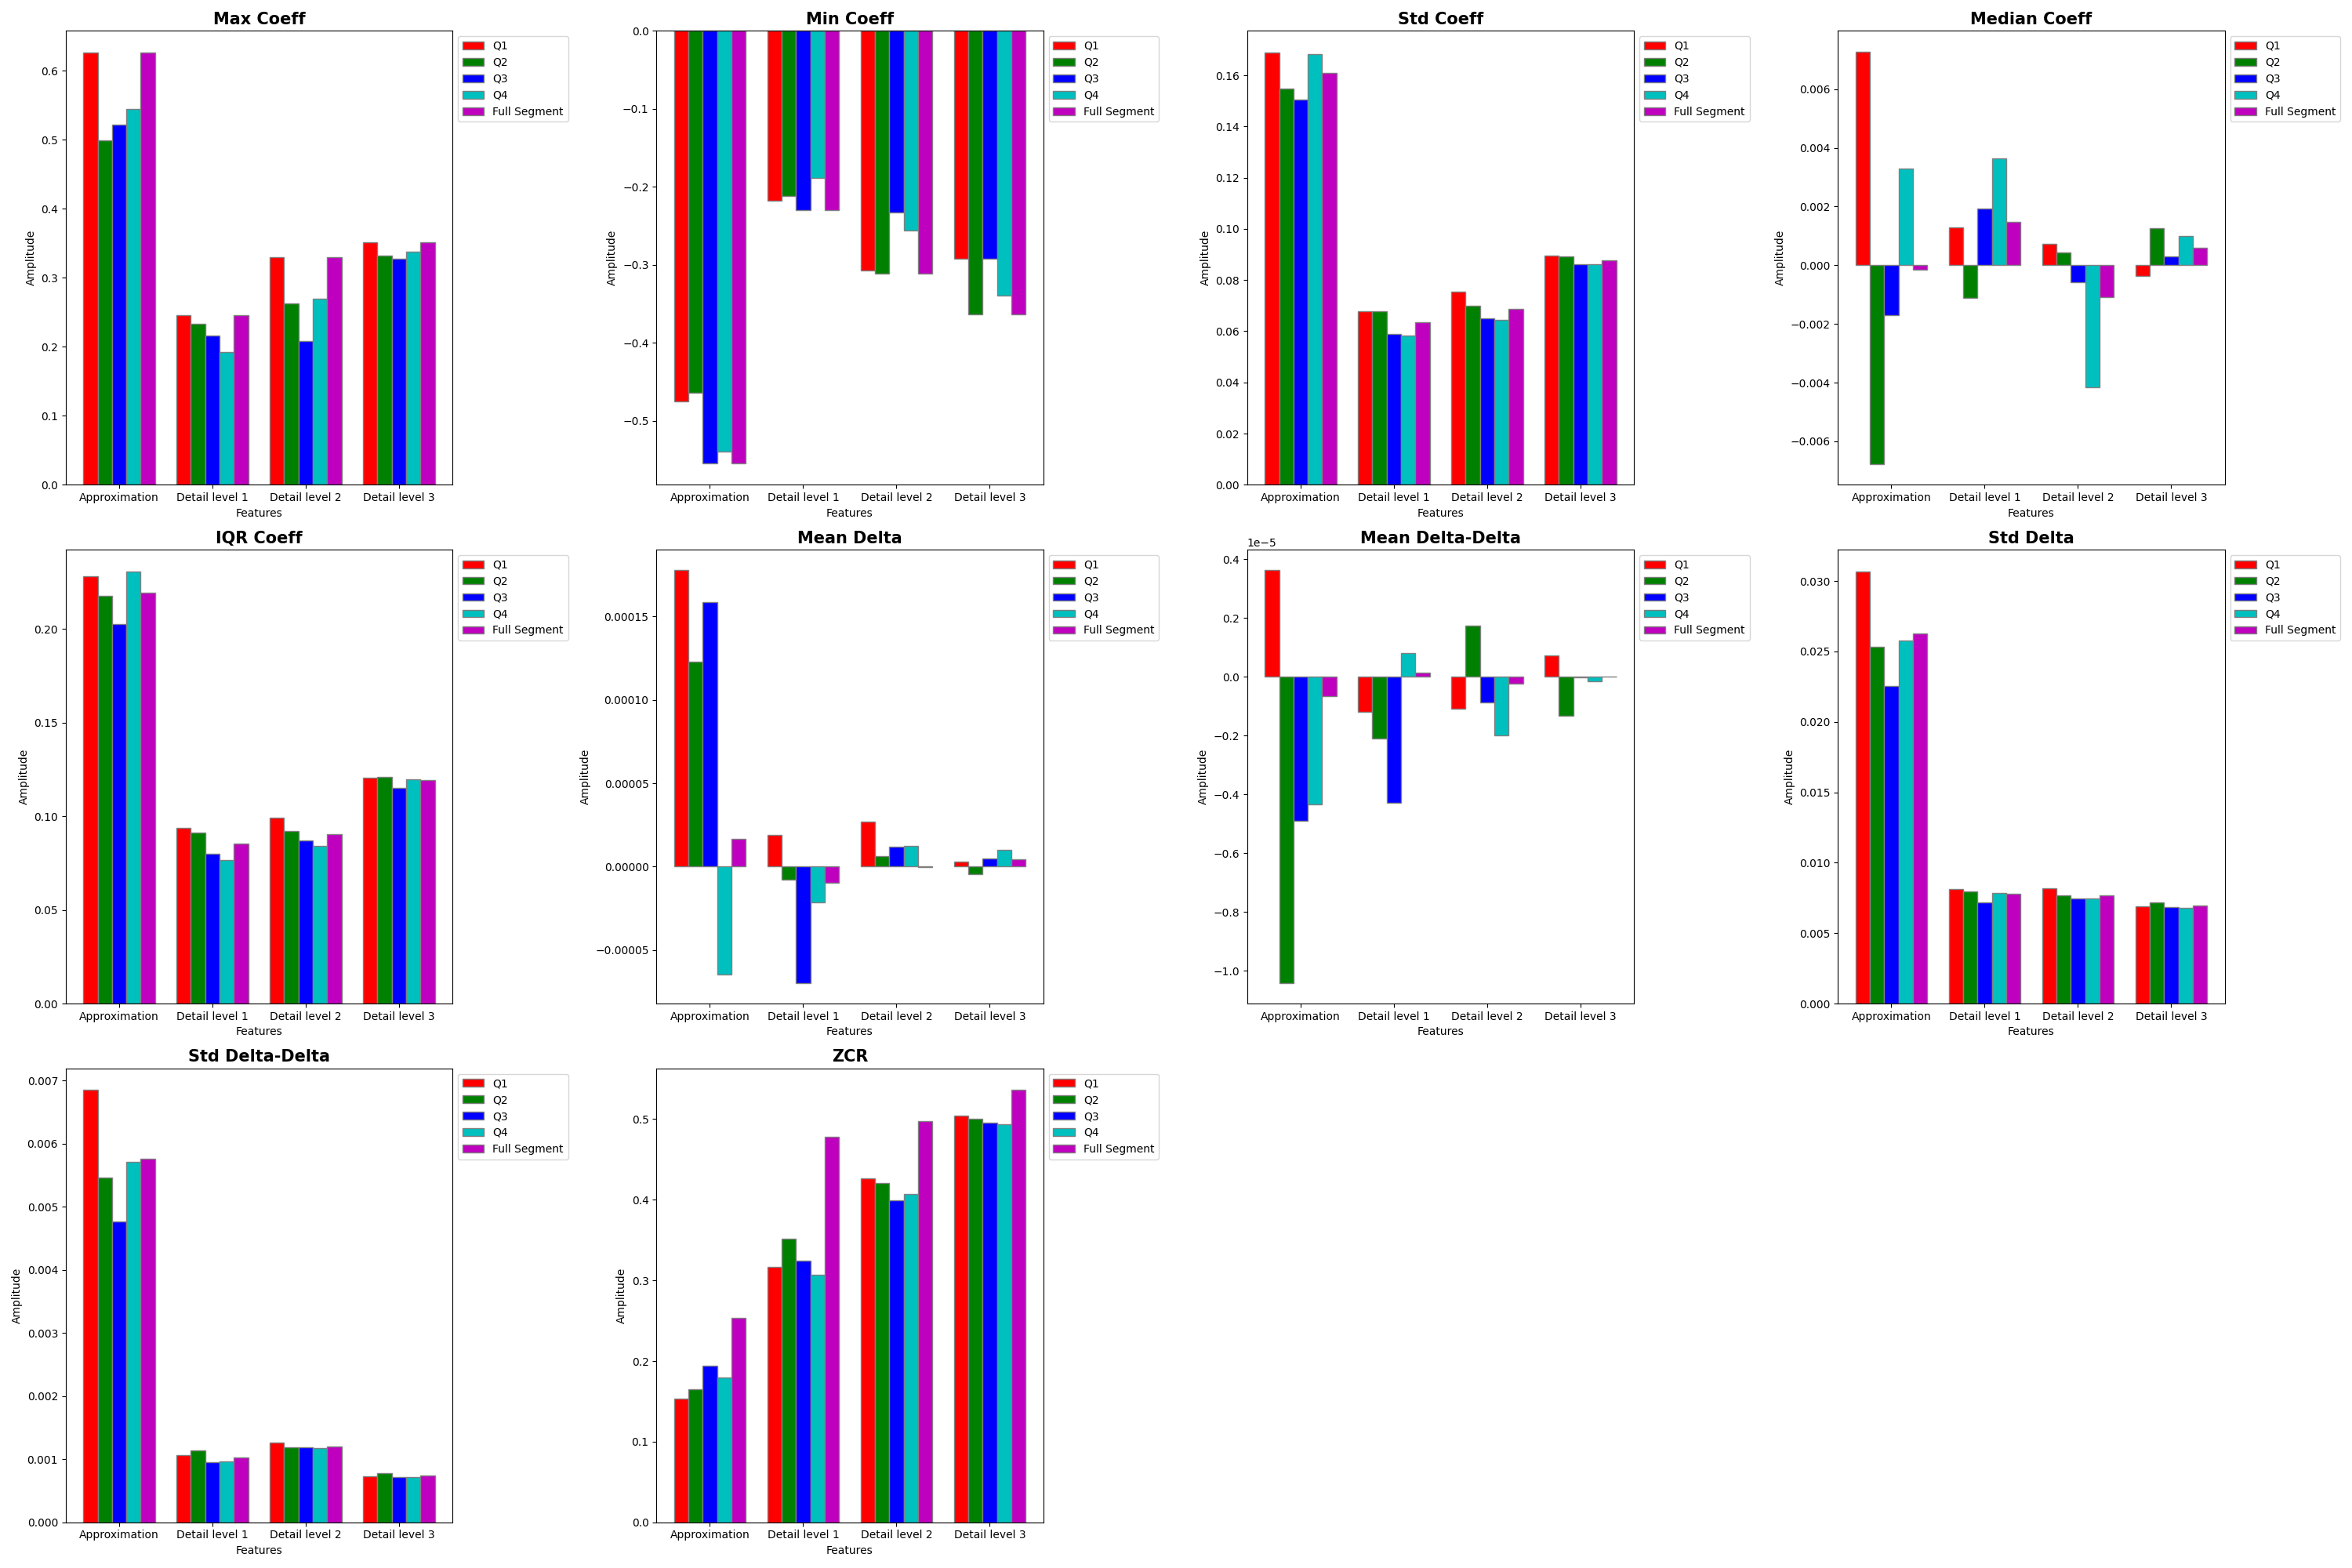 Max Coeff
0.6
0.5
0.4
0.3
0.2
0.1
0.0
Amplitude
Approximation Detail level 1 Detail level 2 Detail level 3
Features
Q1
Q2
Q3
Q4
Full Segment
Min Coeff
0.0
−0.1
−0.2
−0.3
−0.4
−0.5
Amplitude
Approximation Detail level 1 Detail level 2 Detail level 3
Features
Q1
Q2
Q3
Q4
Full Segment
Std Coeff
0.16
0.14
0.12
0.10
0.08
0.06
0.04
0.02
0.00
Amplitude
Approximation Detail level 1 Detail level 2 Detail level 3
Features
Q1
Q2
Q3
Q4
Full Segment
Median Coeff
0.006
0.004
0.002
0.000
−0.002
−0.004
−0.006
Amplitude
Approximation Detail level 1 Detail level 2 Detail level 3
Features
Q1
Q2
Q3
Q4
Full Segment
IQR Coeff
0.20
0.15
0.10
0.05
0.00
Amplitude
Approximation Detail level 1 Detail level 2 Detail level 3
Features
Q1
Q2
Q3
Q4
Full Segment
Mean Delta
0.00015
0.00010
0.00005
0.00000
−0.00005
Amplitude
Approximation Detail level 1 Detail level 2 Detail level 3
Features
Q1
Q2
Q3
Q4
Full Segment
Mean Delta-Delta
1e−5
0.4
0.2
0.0
−0.2
−0.4
−0.6
−0.8
−1.0
Amplitude
Approximation Detail level 1 Detail level 2 Detail level 3
Features
Q1
Q2
Q3
Q4
Full Segment
Std Delta
0.030
0.025
0.020
0.015
0.010
0.005
0.000
Amplitude
Approximation Detail level 1 Detail level 2 Detail level 3
Features
Q1
Q2
Q3
Q4
Full Segment
Std Delta-Delta
0.007
0.006
0.005
0.004
0.003
0.002
0.001
0.000
Amplitude
Approximation Detail level 1 Detail level 2 Detail level 3
Features
Q1
Q2
Q3
Q4
Full Segment
ZCR
0.5
0.4
0.3
0.2
0.1
0.0
Amplitude
Approximation Detail level 1 Detail level 2 Detail level 3
Features
Q1
Q2
Q3
Q4
Full Segment